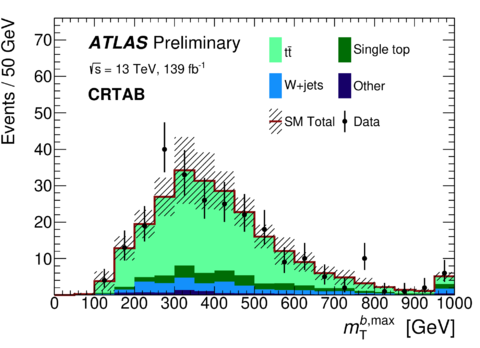 Events / 50 GeV
70
60
50
40
30
20
10
ATLAS Preliminary
√s = 13 TeV, 139 fb⁻¹
CRTAB
tt̄
Single top
W+jets
Other
SM Total
Data
0 100 200 300 400 500 600 700 800 900 1000
m_T^{b,max} [GeV]